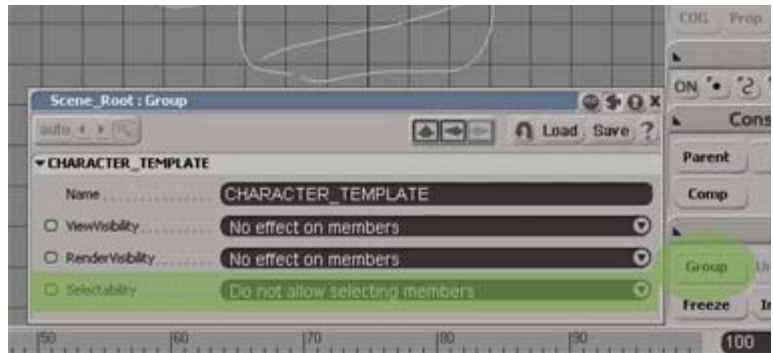 COG Prop
Scene_Root : Group
ON
auto
Load Save ?
Cons
CHARACTER_TEMPLATE
Parent
Name CHARACTER_TEMPLATE
Comp
ViewVisibility No effect on members
RenderVisibility No effect on members
Group Un
Selectability Do not allow selecting members
Freeze
50 60 70 80 90 100